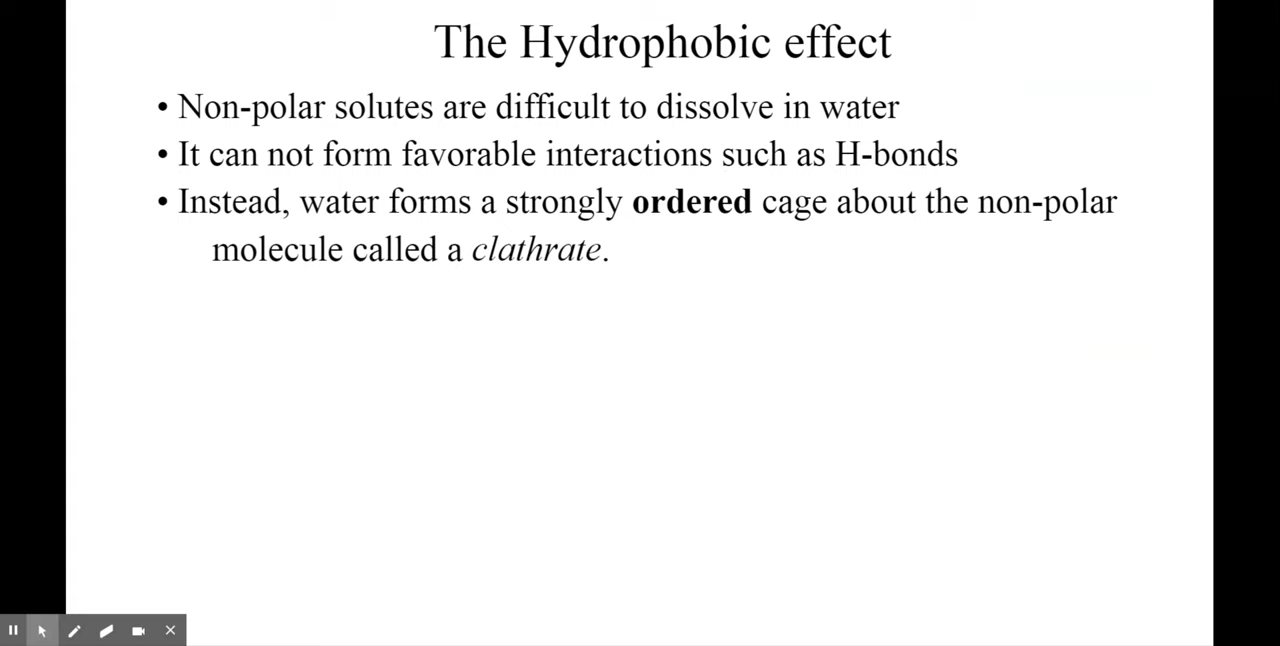 The Hydrophobic effect
• Non-polar solutes are difficult to dissolve in water
• It can not form favorable interactions such as H-bonds
• Instead, water forms a strongly ordered cage about the non-polar
molecule called a clathrate.